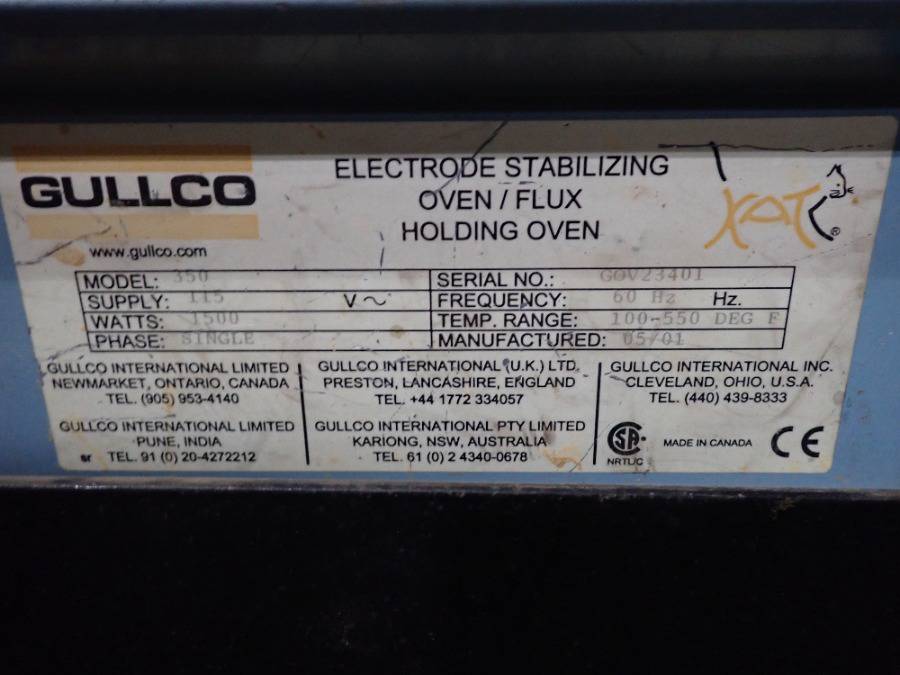 GULLCO
www.gullco.com
ELECTRODE STABILIZING
OVEN / FLUX
HOLDING OVEN
KAT ®
MODEL: 350 SERIAL NO.: GOV23401
SUPPLY: 115 V ~ FREQUENCY: 60 Hz Hz.
WATTS: 1500 TEMP. RANGE: 100-550 DEG F
PHASE: SINGLE MANUFACTURED: 05/01
GULLCO INTERNATIONAL LIMITED
NEWMARKET, ONTARIO, CANADA
TEL. (905) 953-4140
GULLCO INTERNATIONAL (U.K.) LTD.
PRESTON, LANCASHIRE, ENGLAND
TEL. +44 1772 334057
GULLCO INTERNATIONAL INC.
CLEVELAND, OHIO, U.S.A.
TEL. (440) 439-8333
GULLCO INTERNATIONAL LIMITED
PUNE, INDIA
sr TEL. 91 (0) 20-4272212
GULLCO INTERNATIONAL PTY LIMITED
KARIONG, NSW, AUSTRALIA
TEL. 61 (0) 2 4340-0678
CSA ®
NRTL/C
MADE IN CANADA
CE